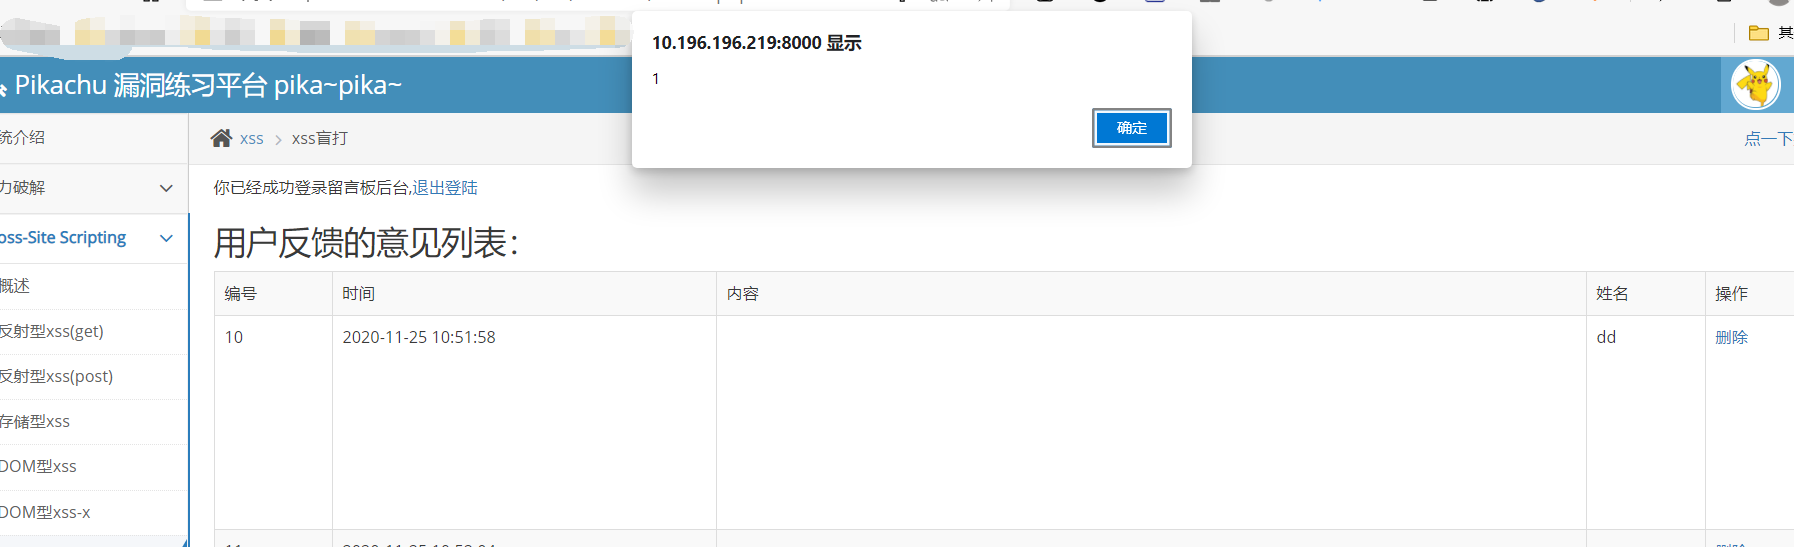 其
10.196.196.219:8000 显示
1
确定
Pikachu 漏洞练习平台 pika~pika~
统介绍
xss
xss盲打
点一下
力破解
你已经成功登录留言板后台,退出登陆
oss-Site Scripting
用户反馈的意见列表：
概述
编号 时间 内容 姓名 操作
反射型xss(get)
10 2020-11-25 10:51:58 dd 删除
反射型xss(post)
存储型xss
DOM型xss
DOM型xss-x